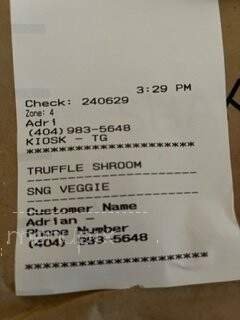 3:29 PM
Check: 240629
Zone: 4
Adri
(404)983-5648
KIOSK - TG
***********************
TRUFFLE SHROOM
-----------------------
SNG VEGGIE
-----------------------
Customer Name
Adrian -
Phone Number
(404) 983-5648
***********************